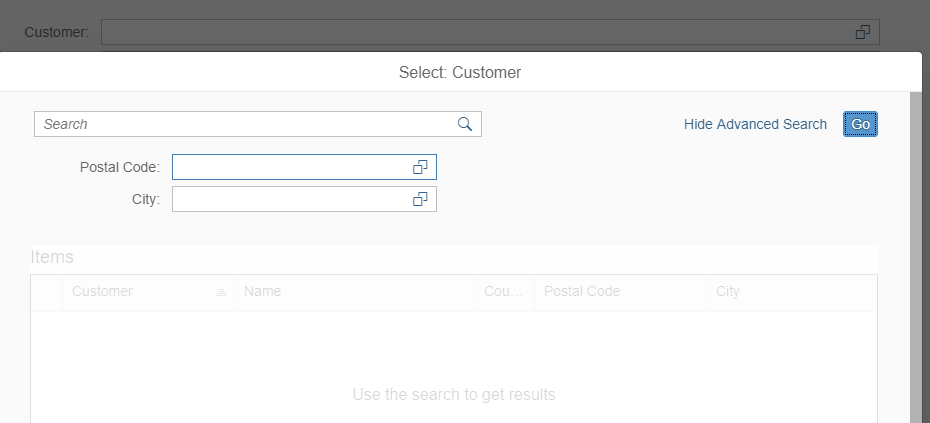 Customer:
Select: Customer
Search
Hide Advanced Search Go
Postal Code:
City:
Items
Customer Name Cou... Postal Code City
Use the search to get results